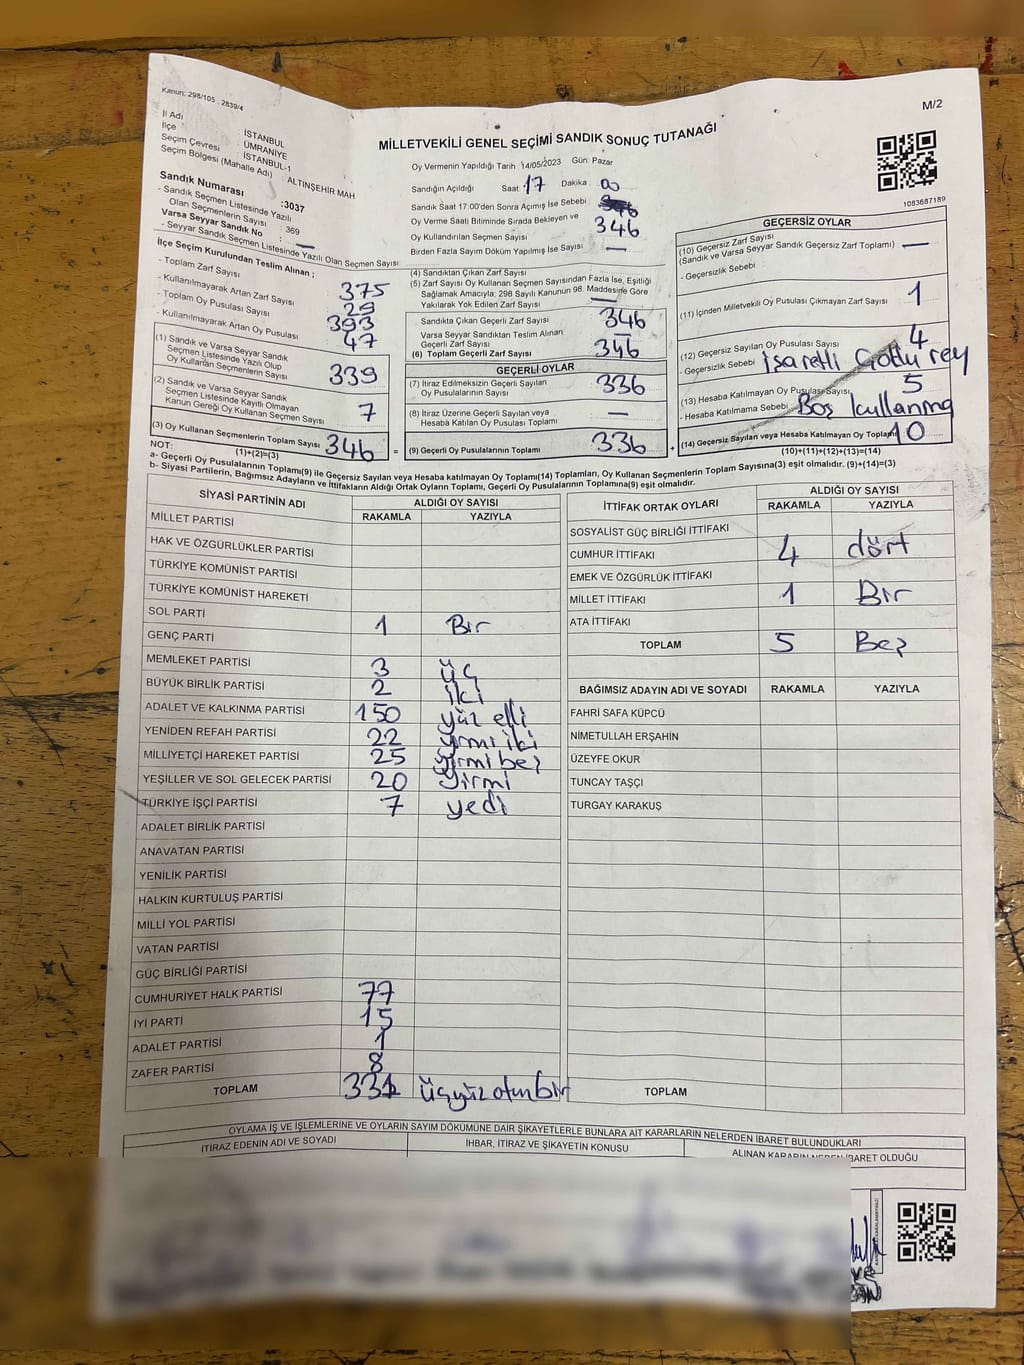 Kanun: 298/105 . 2839/4
M/2
MİLLETVEKİLİ GENEL SEÇİMİ SANDIK SONUÇ TUTANAĞI
İl Adı İSTANBUL
İlçe ÜMRANİYE
Seçim Çevresi İSTANBUL-1
Seçim Bölgesi (Mahalle Adı) : ALTINŞEHİR MAH
Sandık Numarası :3037
- Sandık Seçmen Listesinde Yazılı
Olan Seçmenlerin Sayısı : 369
Varsa Seyyar Sandık No : —
- Seyyar Sandık Seçmen Listesinde Yazılı Olan Seçmen Sayısı
İlçe Seçim Kurulundan Teslim Alınan ;
- Toplam Zarf Sayısı 375
- Kullanılmayarak Artan Zarf Sayısı 29
- Toplam Oy Pusulası Sayısı 393
- Kullanılmayarak Artan Oy Pusulası 47
(1) Sandık ve Varsa Seyyar Sandık
Seçmen Listesinde Yazılı Olup
Oy Kullanan Seçmenlerin Sayısı 339
(2) Sandık ve Varsa Seyyar Sandık
Seçmen Listesinde Kayıtlı Olmayan
Kanun Gereği Oy Kullanan Seçmen Sayısı 7
(3) Oy Kullanan Seçmenlerin Toplam Sayısı 346
(1)+(2)=(3)
Oy Vermenin Yapıldığı Tarih :14/05/2023 Gün: Pazar
Sandığın Açıldığı Saat: 17 Dakika : 00
Sandık Saat 17.00'den Sonra Açımış İse Sebebi
Oy Verme Saati Bitiminde Sırada Bekleyen ve
Oy Kullandırılan Seçmen Sayısı 346
Birden Fazla Sayım Döküm Yapılmış İse Sayısı —
(4) Sandıktan Çıkan Zarf Sayısı
(5) Zarf Sayısı Oy Kullanan Seçmen Sayısından Fazla İse, Eşitliği
Sağlamak Amacıyla; 298 Sayılı Kanunun 98. Maddesine Göre
Yakılarak Yok Edilen Zarf Sayısı —
Sandıkta Çıkan Geçerli Zarf Sayısı 346
Varsa Seyyar Sandıktan Teslim Alınan
Geçerli Zarf Sayısı —
(6) Toplam Geçerli Zarf Sayısı 346
GEÇERLİ OYLAR
(7) İtiraz Edilmeksizin Geçerli Sayılan
Oy Pusulalarının Sayısı 336
(8) İtiraz Üzerine Geçerli Sayılan veya
Hesaba Katılan Oy Pusulası Toplamı —
= (9) Geçerli Oy Pusulalarının Toplamı 336
1083687189
GEÇERSİZ OYLAR
(10) Geçersiz Zarf Sayısı
(Sandık ve Varsa Seyyar Sandık Geçersiz Zarf Toplamı) —
- Geçersizlik Sebebi
(11) İçinden Milletvekili Oy Pusulası Çıkmayan Zarf Sayısı 1
(12) Geçersiz Sayılan Oy Pusulası Sayısı 4
- Geçersizlik Sebebi İşaretli rey
(13) Hesaba Katılmayan Oy Pusulası Sayısı 5
- Hesaba Katılmama Sebebi Boş kullanma
+ (14) Geçersiz Sayılan veya Hesaba Katılmayan Oy Toplamı 10
(10)+(11)+(12)+(13)=(14)
NOT:
a- Geçerli Oy Pusulalarının Toplamı(9) ile Geçersiz Sayılan veya Hesaba Katılmayan Oy Toplamı(14) Toplamları, Oy Kullanan Seçmenlerin Toplam Sayısına(3) eşit olmalıdır. (9)+(14)=(3)
b- Siyasi Partilerin, Bağımsız Adayların ve İttifakların Aldığı Ortak Oyların Toplamı, Geçerli Oy Pusulalarının Toplamına(9) eşit olmalıdır.
SİYASİ PARTİNİN ADI ALDIĞI OY SAYISI
RAKAMLA YAZIYLA
MİLLET PARTİSİ
HAK VE ÖZGÜRLÜKLER PARTİSİ
TÜRKİYE KOMÜNİST PARTİSİ
TÜRKİYE KOMÜNİST HAREKETİ
SOL PARTİ 1 Bir
GENÇ PARTİ
MEMLEKET PARTİSİ 3 üç
BÜYÜK BİRLİK PARTİSİ 2 iki
ADALET VE KALKINMA PARTİSİ 150 yüz elli
YENİDEN REFAH PARTİSİ 22 yirmi iki
MİLLİYETÇİ HAREKET PARTİSİ 25 yirmi beş
YEŞİLLER VE SOL GELECEK PARTİSİ 20 yirmi
TÜRKİYE İŞÇİ PARTİSİ 7 yedi
ADALET BİRLİK PARTİSİ
ANAVATAN PARTİSİ
YENİLİK PARTİSİ
HALKIN KURTULUŞ PARTİSİ
MİLLİ YOL PARTİSİ
VATAN PARTİSİ
GÜÇ BİRLİĞİ PARTİSİ
CUMHURİYET HALK PARTİSİ 77
İYİ PARTİ 15
ADALET PARTİSİ 1
ZAFER PARTİSİ 8
TOPLAM 331 üçyüz otuzbir
İTTİFAK ORTAK OYLARI ALDIĞI OY SAYISI
RAKAMLA YAZIYLA
SOSYALİST GÜÇ BİRLİĞİ İTTİFAKI
CUMHUR İTTİFAKI 4 dört
EMEK VE ÖZGÜRLÜK İTTİFAKI
MİLLET İTTİFAKI 1 Bir
ATA İTTİFAKI
TOPLAM 5 Beş
BAĞIMSIZ ADAYIN ADI VE SOYADI RAKAMLA YAZIYLA
FAHRİ SAFA KÜPCÜ
NİMETULLAH ERŞAHİN
ÜZEYFE OKUR
TUNCAY TAŞÇI
TURGAY KARAKUŞ
TOPLAM
OYLAMA İŞ VE İŞLEMLERİNE VE OYLARIN SAYIM DÖKÜMÜNE DAİR ŞİKAYETLERLE BUNLARA AİT KARARLARIN NELERDEN İBARET BULUNDUKLARI
İTİRAZ EDENİN ADI VE SOYADI İHBAR, İTİRAZ VE ŞİKAYETİN KONUSU ALINAN KARARIN NEDEN İBARET OLDUĞU